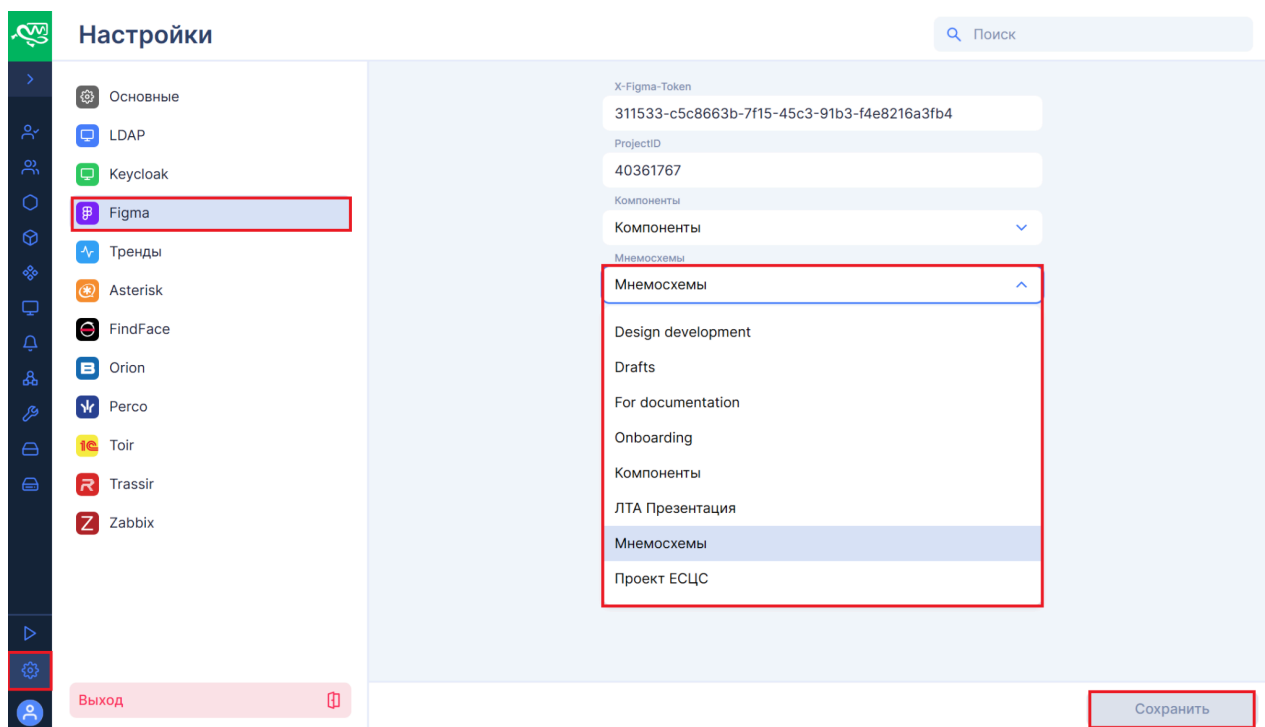 Настройки
Поиск
Основные
LDAP
Keycloak
Figma
Тренды
Asterisk
FindFace
Orion
Perco
1С Toir
Trassir
Zabbix
Выход
X-Figma-Token
311533-c5c8663b-7f15-45c3-91b3-f4e8216a3fb4
ProjectID
40361767
Компоненты
Компоненты
Мнемосхемы
Мнемосхемы
Design development
Drafts
For documentation
Onboarding
Компоненты
ЛТА Презентация
Мнемосхемы
Проект ЕСЦС
Сохранить